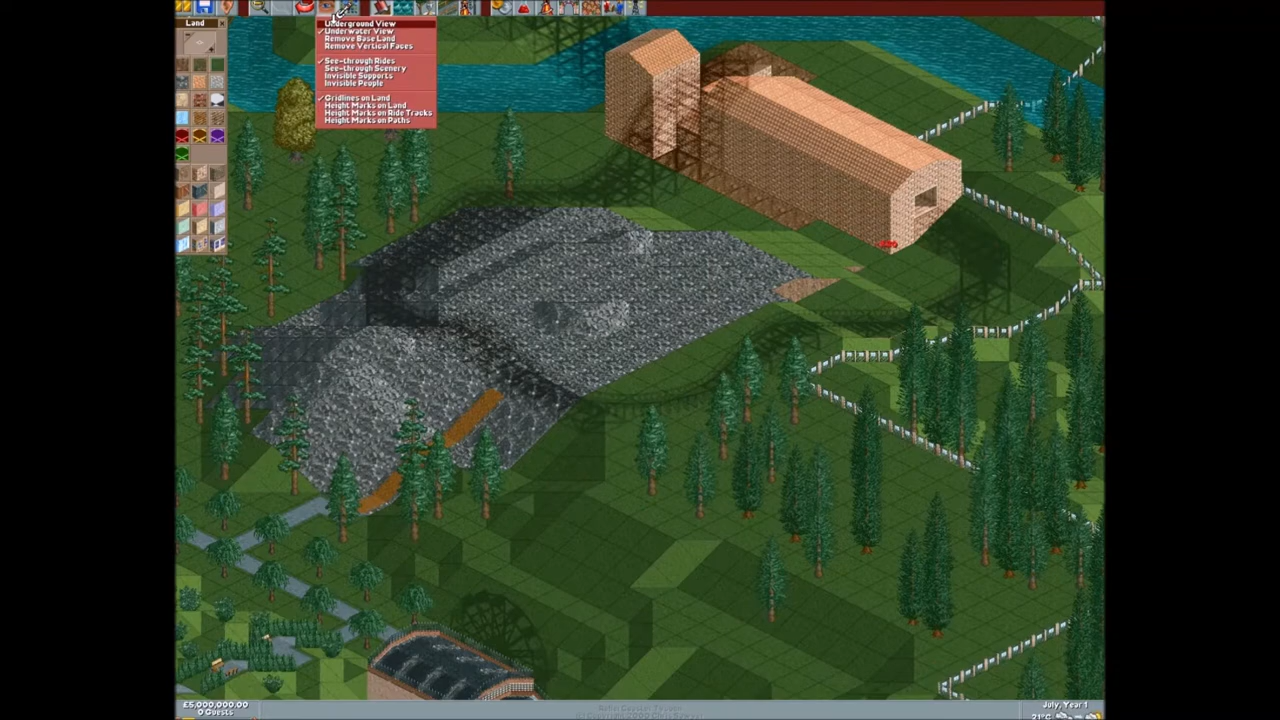 Land
Underground View
✓ Underwater View
Remove Base Land
Remove Vertical Faces
✓ See-through Rides
See-through Scenery
Invisible Supports
Invisible People
✓ Gridlines on Land
Height Marks on Land
Height Marks on Ride Tracks
Height Marks on Paths
£5,000,000.00
0 Guests
July, Year 1
21°C